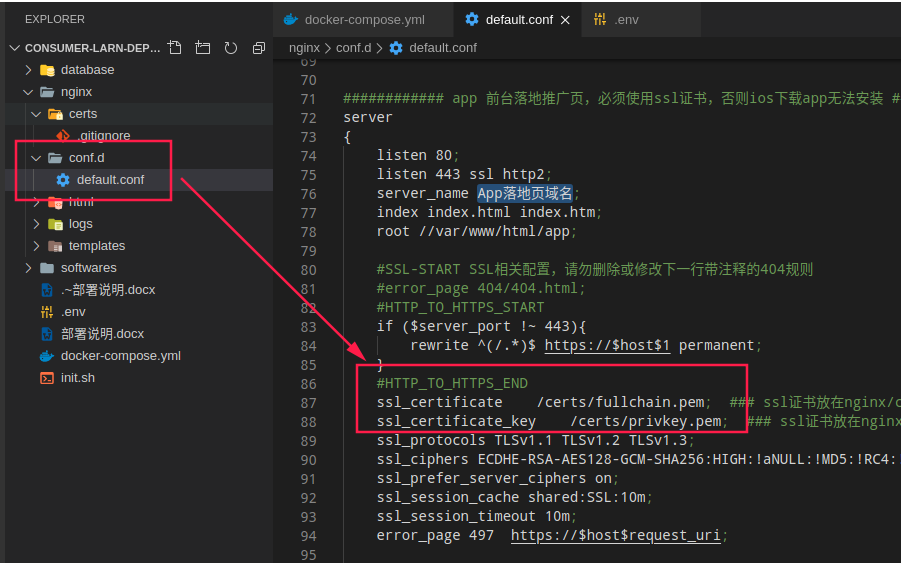 EXPLORER
CONSUMER-LARN-DEP...
database
nginx
certs
.gitignore
conf.d
default.conf
html
logs
templates
softwares
.~部署说明.docx
.env
部署说明.docx
docker-compose.yml
init.sh
docker-compose.yml default.conf .env
nginx > conf.d > default.conf
69
70
71 ############ app 前台落地推广页，必须使用ssl证书，否则ios下载app无法安装 #
72 server
73 {
74 listen 80;
75 listen 443 ssl http2;
76 server_name App落地页域名;
77 index index.html index.htm;
78 root //var/www/html/app;
79
80 #SSL-START SSL相关配置，请勿删除或修改下一行带注释的404规则
81 #error_page 404/404.html;
82 #HTTP_TO_HTTPS_START
83 if ($server_port !~ 443){
84 rewrite ^(/.*)$ https://$host$1 permanent;
85 }
86 #HTTP_TO_HTTPS_END
87 ssl_certificate /certs/fullchain.pem; ### ssl证书放在nginx/c
88 ssl_certificate_key /certs/privkey.pem; ### ssl证书放在nginx
89 ssl_protocols TLSv1.1 TLSv1.2 TLSv1.3;
90 ssl_ciphers ECDHE-RSA-AES128-GCM-SHA256:HIGH:!aNULL:!MD5:!RC4:
91 ssl_prefer_server_ciphers on;
92 ssl_session_cache shared:SSL:10m;
93 ssl_session_timeout 10m;
94 error_page 497 https://$host$request_uri;
95